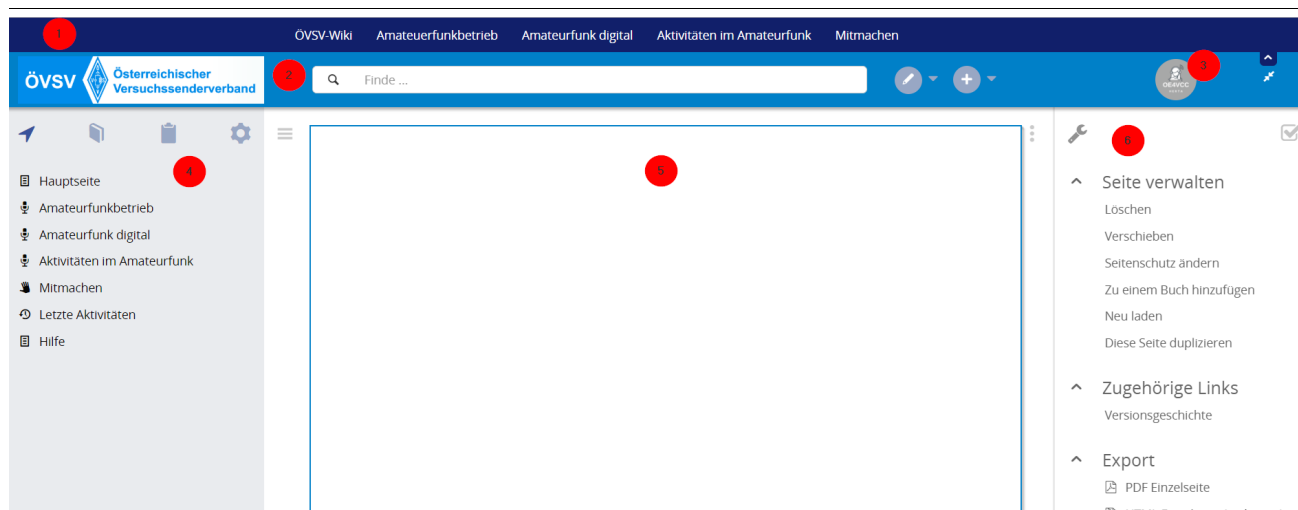 1
ÖVSV-Wiki Amateuerfunkbetrieb Amateurfunk digital Aktivitäten im Amateurfunk Mitmachen
ÖVSV Österreichischer
Versuchssenderverband
2
Finde ...
OE4VCC
3
4
5
6
Hauptseite
Amateurfunkbetrieb
Amateurfunk digital
Aktivitäten im Amateurfunk
Mitmachen
Letzte Aktivitäten
Hilfe
Seite verwalten
Löschen
Verschieben
Seitenschutz ändern
Zu einem Buch hinzufügen
Neu laden
Diese Seite duplizieren
Zugehörige Links
Versionsgeschichte
Export
PDF Einzelseite